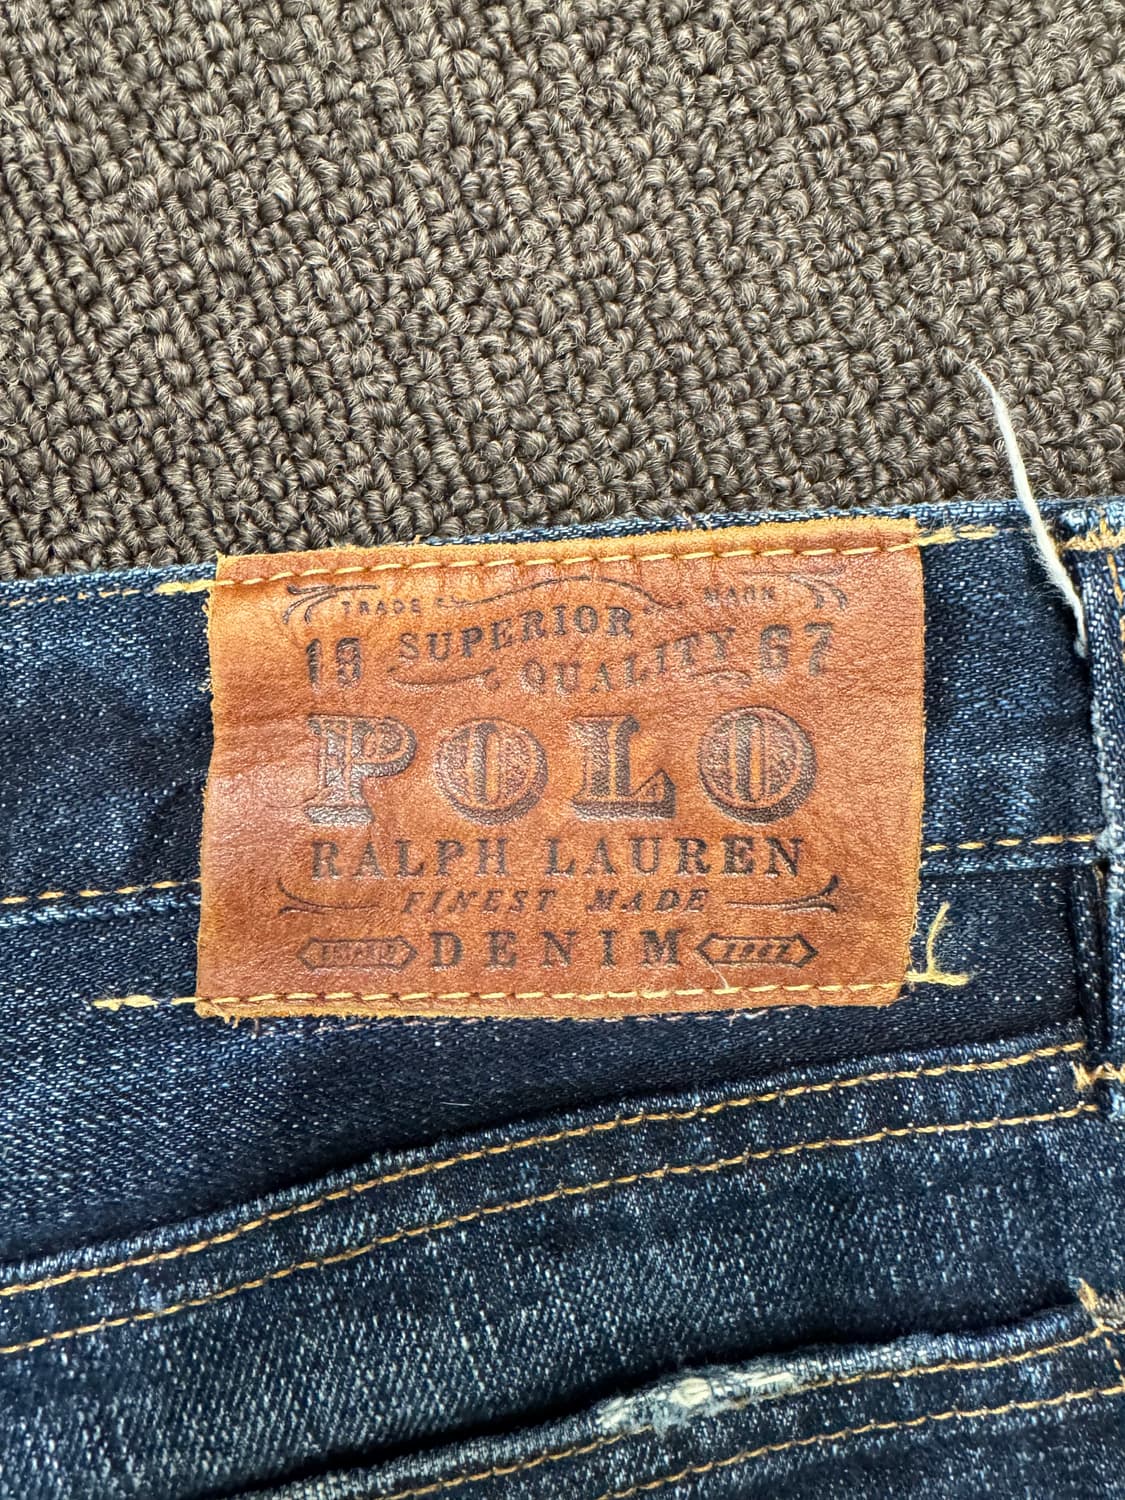 TRADE MARK
19 SUPERIOR 67
QUALITY
POLO
RALPH LAUREN
FINEST MADE
DENIM